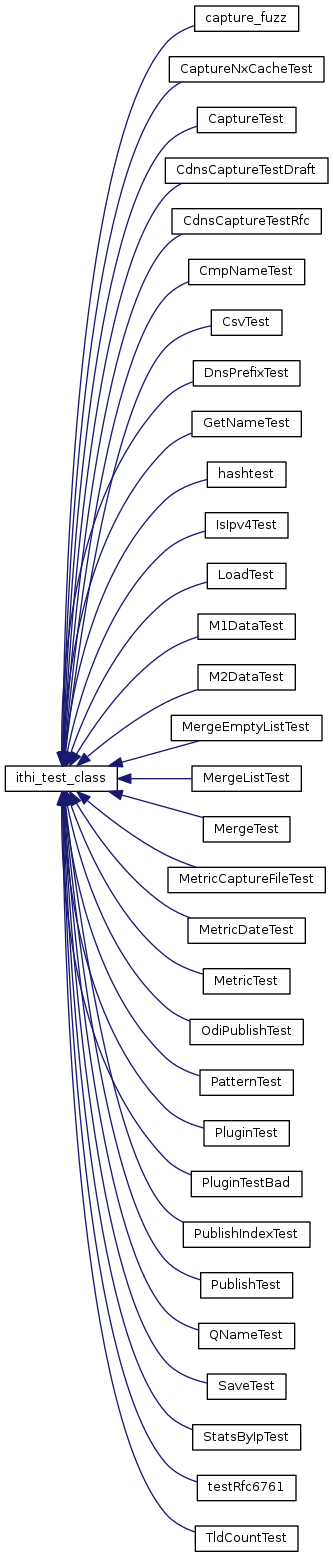 capture_fuzz
CaptureNxCacheTest
CaptureTest
CdnsCaptureTestDraft
CdnsCaptureTestRfc
CmpNameTest
CsvTest
DnsPrefixTest
GetNameTest
hashtest
IsIpv4Test
LoadTest
M1DataTest
M2DataTest
MergeEmptyListTest
ithi_test_class
MergeListTest
MergeTest
MetricCaptureFileTest
MetricDateTest
MetricTest
OdiPublishTest
PatternTest
PluginTest
PluginTestBad
PublishIndexTest
PublishTest
QNameTest
SaveTest
StatsByIpTest
testRfc6761
TldCountTest